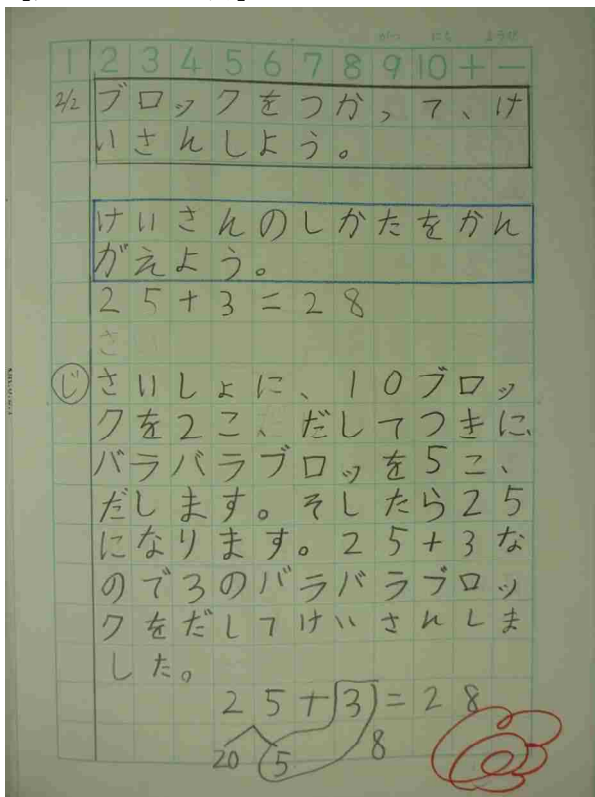 1 2 3 4 5 6 7 8 9 10 + -
2/2 ブロックをつかって、け
いさんしよう。
けいさんのしかたをかん
がえよう。
25+3=28
さ
じ さいしょに、10ブロッ
クを2こ、だしてつきに、
バラバラブロッを5こ、
だします。そしたら25
になります。25+3な
ので3のバラバラブロッ
クをだしてけいさんしま
した。
25+3=28
20 5 8